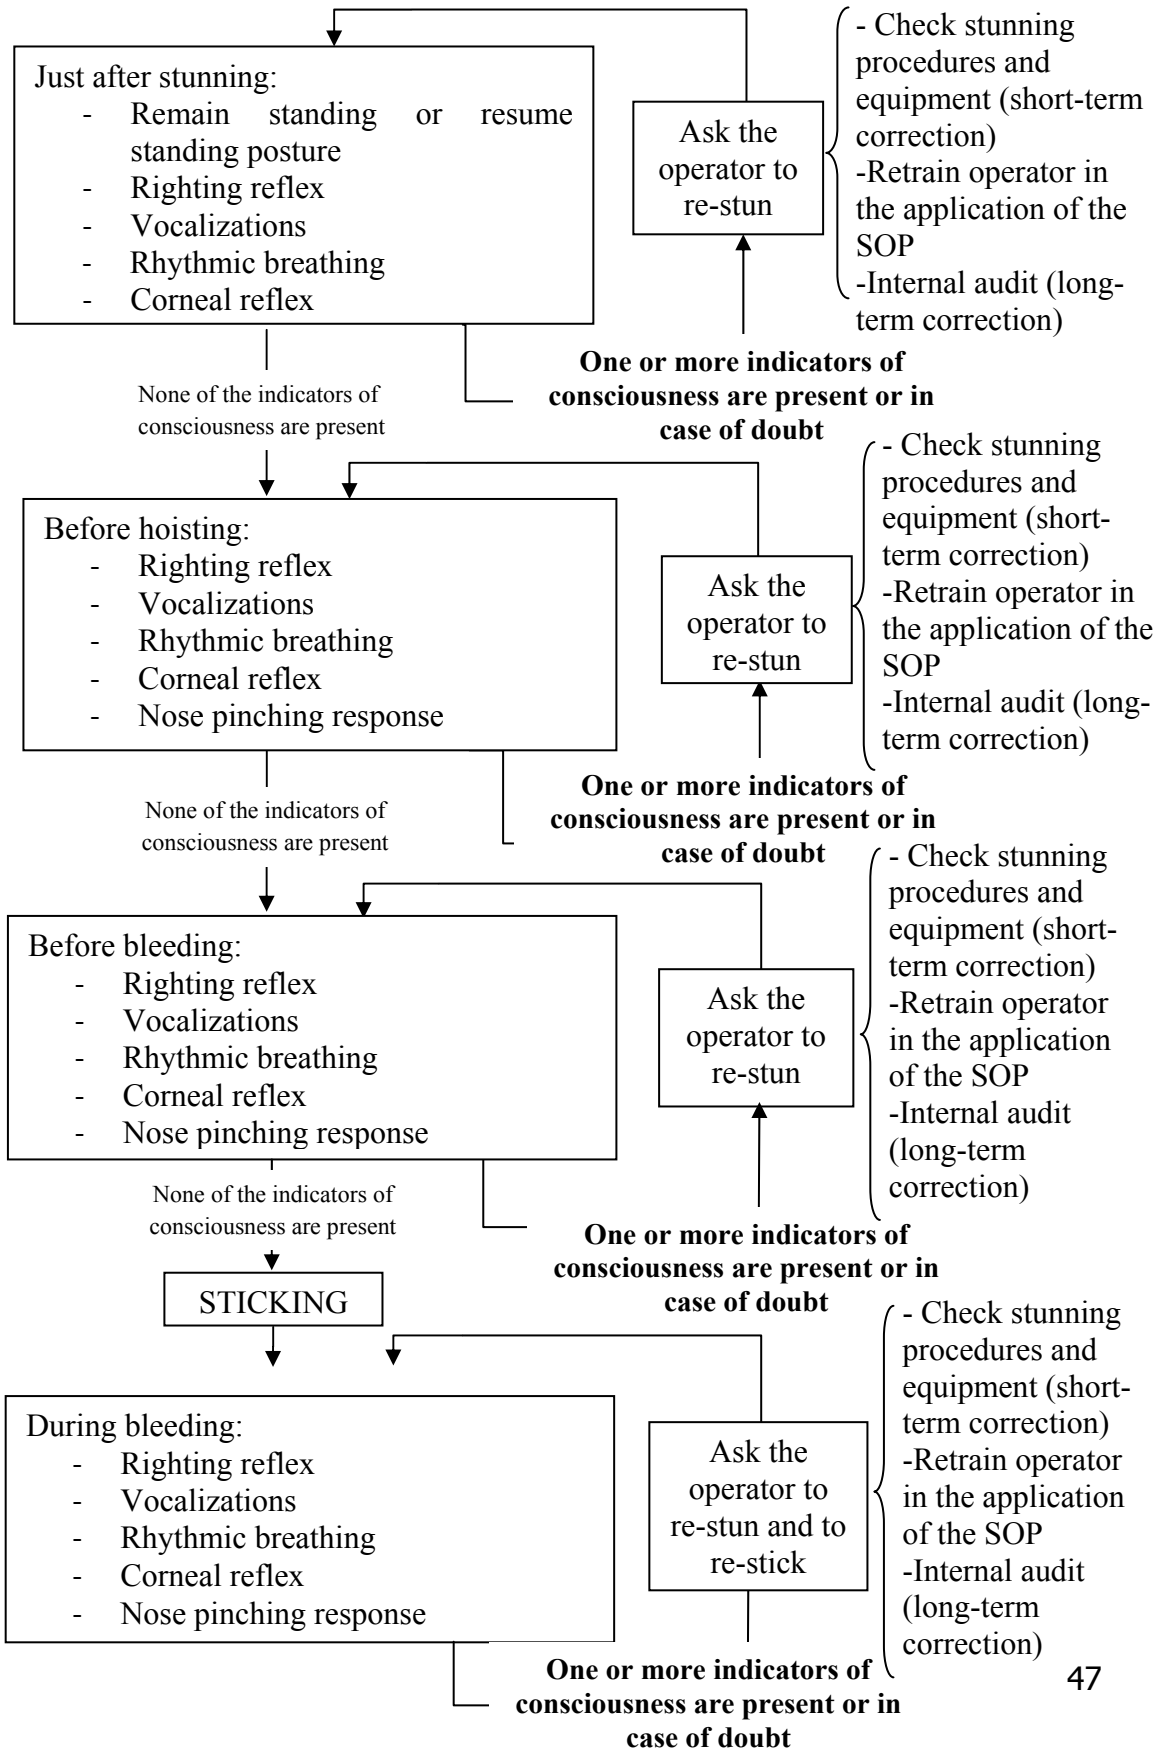 Just after stunning:
- Remain standing or resume
standing posture
- Righting reflex
- Vocalizations
- Rhythmic breathing
- Corneal reflex
Ask the
operator to
re-stun
- Check stunning
procedures and
equipment (short-term
correction)
-Retrain operator in
the application of the
SOP
-Internal audit (long-
term correction)
None of the indicators of
consciousness are present
One or more indicators of
consciousness are present or in
case of doubt
Before hoisting:
- Righting reflex
- Vocalizations
- Rhythmic breathing
- Corneal reflex
- Nose pinching response
Ask the
operator to
re-stun
- Check stunning
procedures and
equipment (short-
term correction)
-Retrain operator in
the application of the
SOP
-Internal audit (long-
term correction)
None of the indicators of
consciousness are present
One or more indicators of
consciousness are present or in
case of doubt
Before bleeding:
- Righting reflex
- Vocalizations
- Rhythmic breathing
- Corneal reflex
- Nose pinching response
Ask the
operator to
re-stun
- Check stunning
procedures and
equipment (short-
term correction)
-Retrain operator
in the application
of the SOP
-Internal audit
(long-term
correction)
None of the indicators of
consciousness are present
One or more indicators of
consciousness are present or in
case of doubt
STICKING
During bleeding:
- Righting reflex
- Vocalizations
- Rhythmic breathing
- Corneal reflex
- Nose pinching response
Ask the
operator to
re-stun and to
re-stick
- Check stunning
procedures and
equipment (short-
term correction)
-Retrain operator
in the application
of the SOP
-Internal audit
(long-term
correction)
One or more indicators of
consciousness are present or in
case of doubt
47